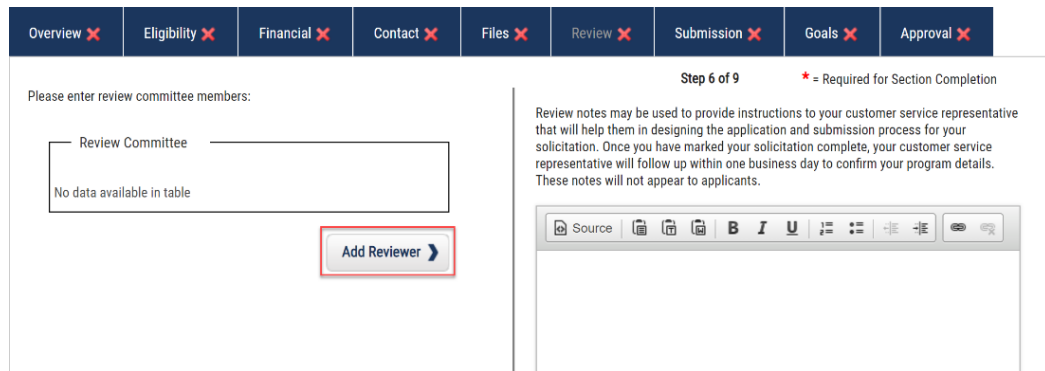 Overview Eligibility Financial Contact Files Review Submission Goals Approval
Step 6 of 9 * = Required for Section Completion
Please enter review committee members:
Review Committee
No data available in table
Add Reviewer
Review notes may be used to provide instructions to your customer service representative
that will help them in designing the application and submission process for your
solicitation. Once you have marked your solicitation complete, your customer service
representative will follow up within one business day to confirm your program details.
These notes will not appear to applicants.
Source B I U